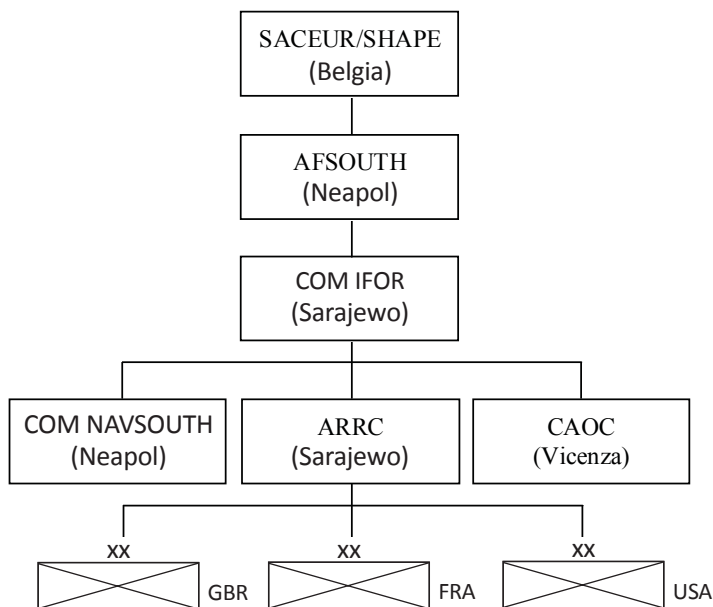 SACEUR/SHAPE
(Belgia)
AFSOUTH
(Neapol)
COM IFOR
(Sarajewo)
COM NAVSOUTH
(Neapol)
ARRC
(Sarajewo)
CAOC
(Vicenza)
xx
GBR
xx
FRA
xx
USA